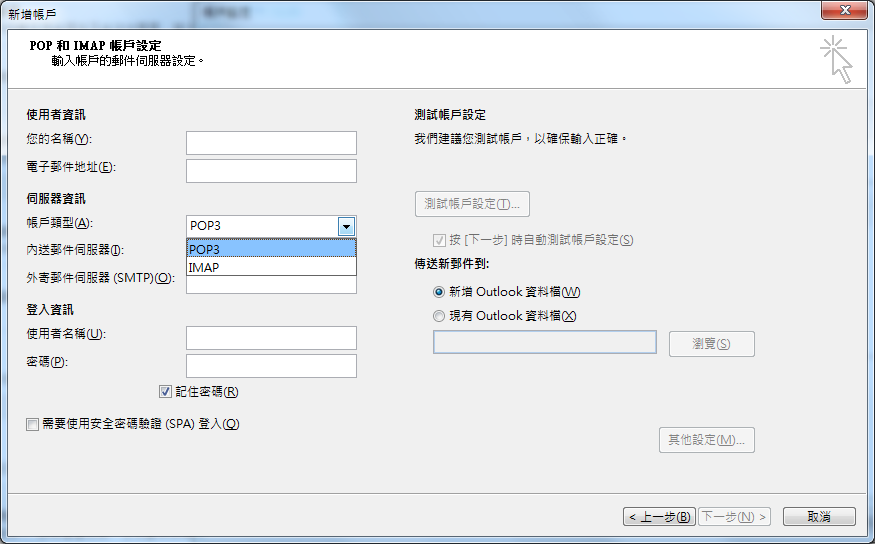 新增帳戶
POP 和 IMAP 帳戶設定
輸入帳戶的郵件伺服器設定。
使用者資訊
您的名稱(Y):
電子郵件地址(E):
伺服器資訊
帳戶類型(A):
POP3
POP3
IMAP
內送郵件伺服器(I):
外寄郵件伺服器 (SMTP)(O):
登入資訊
使用者名稱(U):
密碼(P):
記住密碼(R)
需要使用安全密碼驗證 (SPA) 登入(Q)
測試帳戶設定
我們建議您測試帳戶，以確保輸入正確。
測試帳戶設定(T)...
按 [下一步] 時自動測試帳戶設定(S)
傳送新郵件到:
新增 Outlook 資料檔(W)
現有 Outlook 資料檔(X)
瀏覽(S)
其他設定(M)...
< 上一步(B)
下一步(N) >
取消